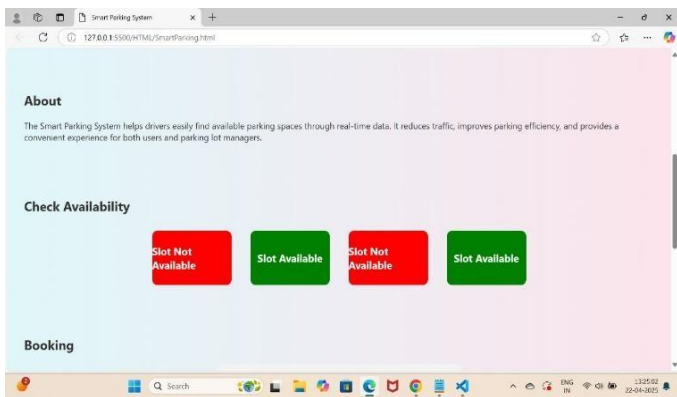 Smart Parking System
127.0.0.1:5500/HTML/SmartParking.html
About
The Smart Parking System helps drivers easily find available parking spaces through real-time data. It reduces traffic, improves parking efficiency, and provides a
convenient experience for both users and parking lot managers.
Check Availability
Slot Not
Available
Slot Available
Slot Not
Available
Slot Available
Booking
Search
ENG
IN
13:25:02
22-04-2025